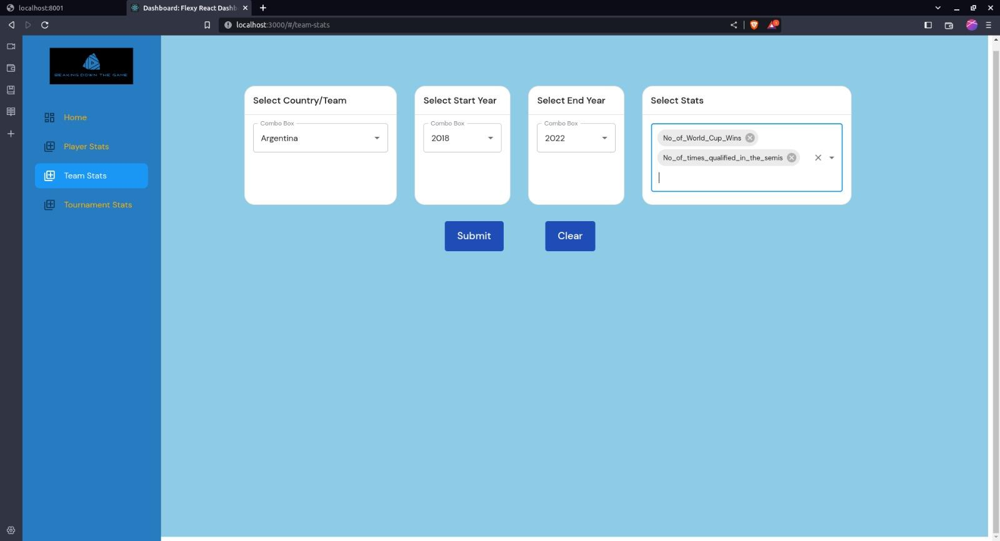 localhost:8001
Dashboard: Flexy React Dashb
localhost:3000/#/team-stats
BEAKING DOWN THE GAME
Home
Player Stats
Team Stats
Tournament Stats
Select Country/Team
Combo Box
Argentina
Select Start Year
Combo Box
2018
Select End Year
Combo Box
2022
Select Stats
No_of_World_Cup_Wins
No_of_times_qualified_in_the_semis
Submit
Clear